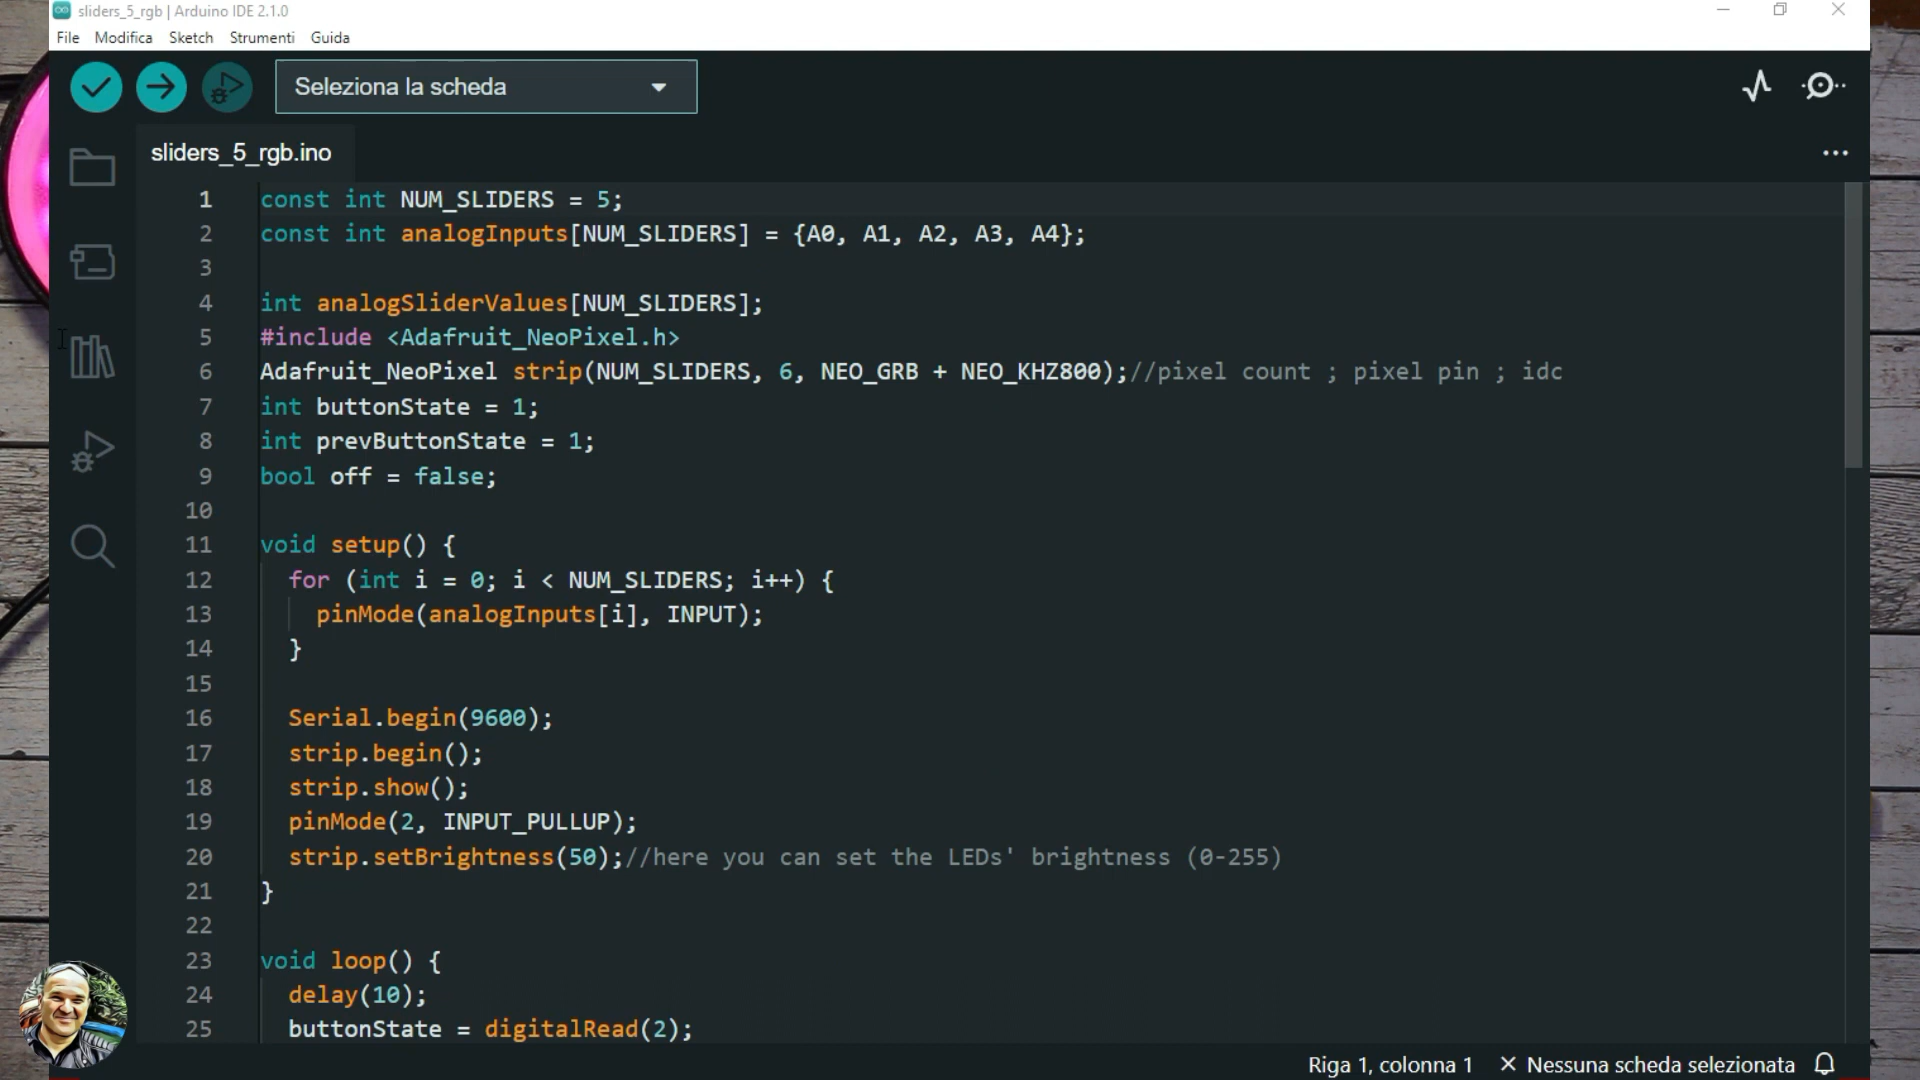 sliders_5_rgb | Arduino IDE 2.1.0
File Modifica Sketch Strumenti Guida
Seleziona la scheda
sliders_5_rgb.ino
1 const int NUM_SLIDERS = 5;
2 const int analogInputs[NUM_SLIDERS] = {A0, A1, A2, A3, A4};
3
4 int analogSliderValues[NUM_SLIDERS];
5 #include <Adafruit_NeoPixel.h>
6 Adafruit_NeoPixel strip(NUM_SLIDERS, 6, NEO_GRB + NEO_KHZ800);//pixel count ; pixel pin ; idc
7 int buttonState = 1;
8 int prevButtonState = 1;
9 bool off = false;
10
11 void setup() {
12 for (int i = 0; i < NUM_SLIDERS; i++) {
13 pinMode(analogInputs[i], INPUT);
14 }
15
16 Serial.begin(9600);
17 strip.begin();
18 strip.show();
19 pinMode(2, INPUT_PULLUP);
20 strip.setBrightness(50);//here you can set the LEDs' brightness (0-255)
21 }
22
23 void loop() {
24 delay(10);
25 buttonState = digitalRead(2);
Riga 1, colonna 1 Nessuna scheda selezionata